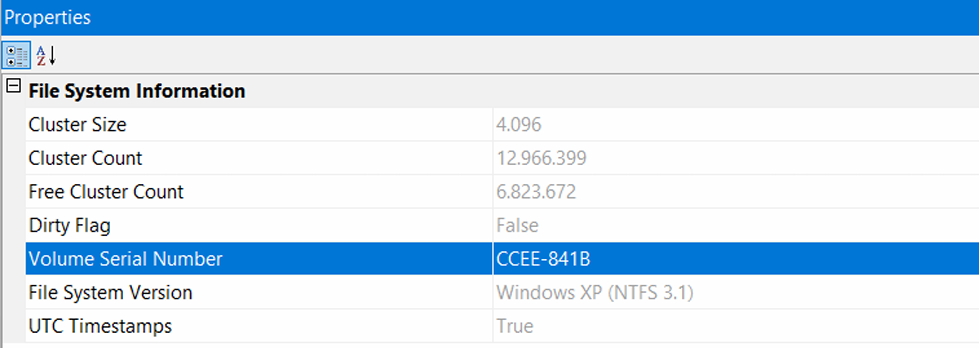 Properties
File System Information
Cluster Size 4.096
Cluster Count 12.966.399
Free Cluster Count 6.823.672
Dirty Flag False
Volume Serial Number CCEE-841B
File System Version Windows XP (NTFS 3.1)
UTC Timestamps True